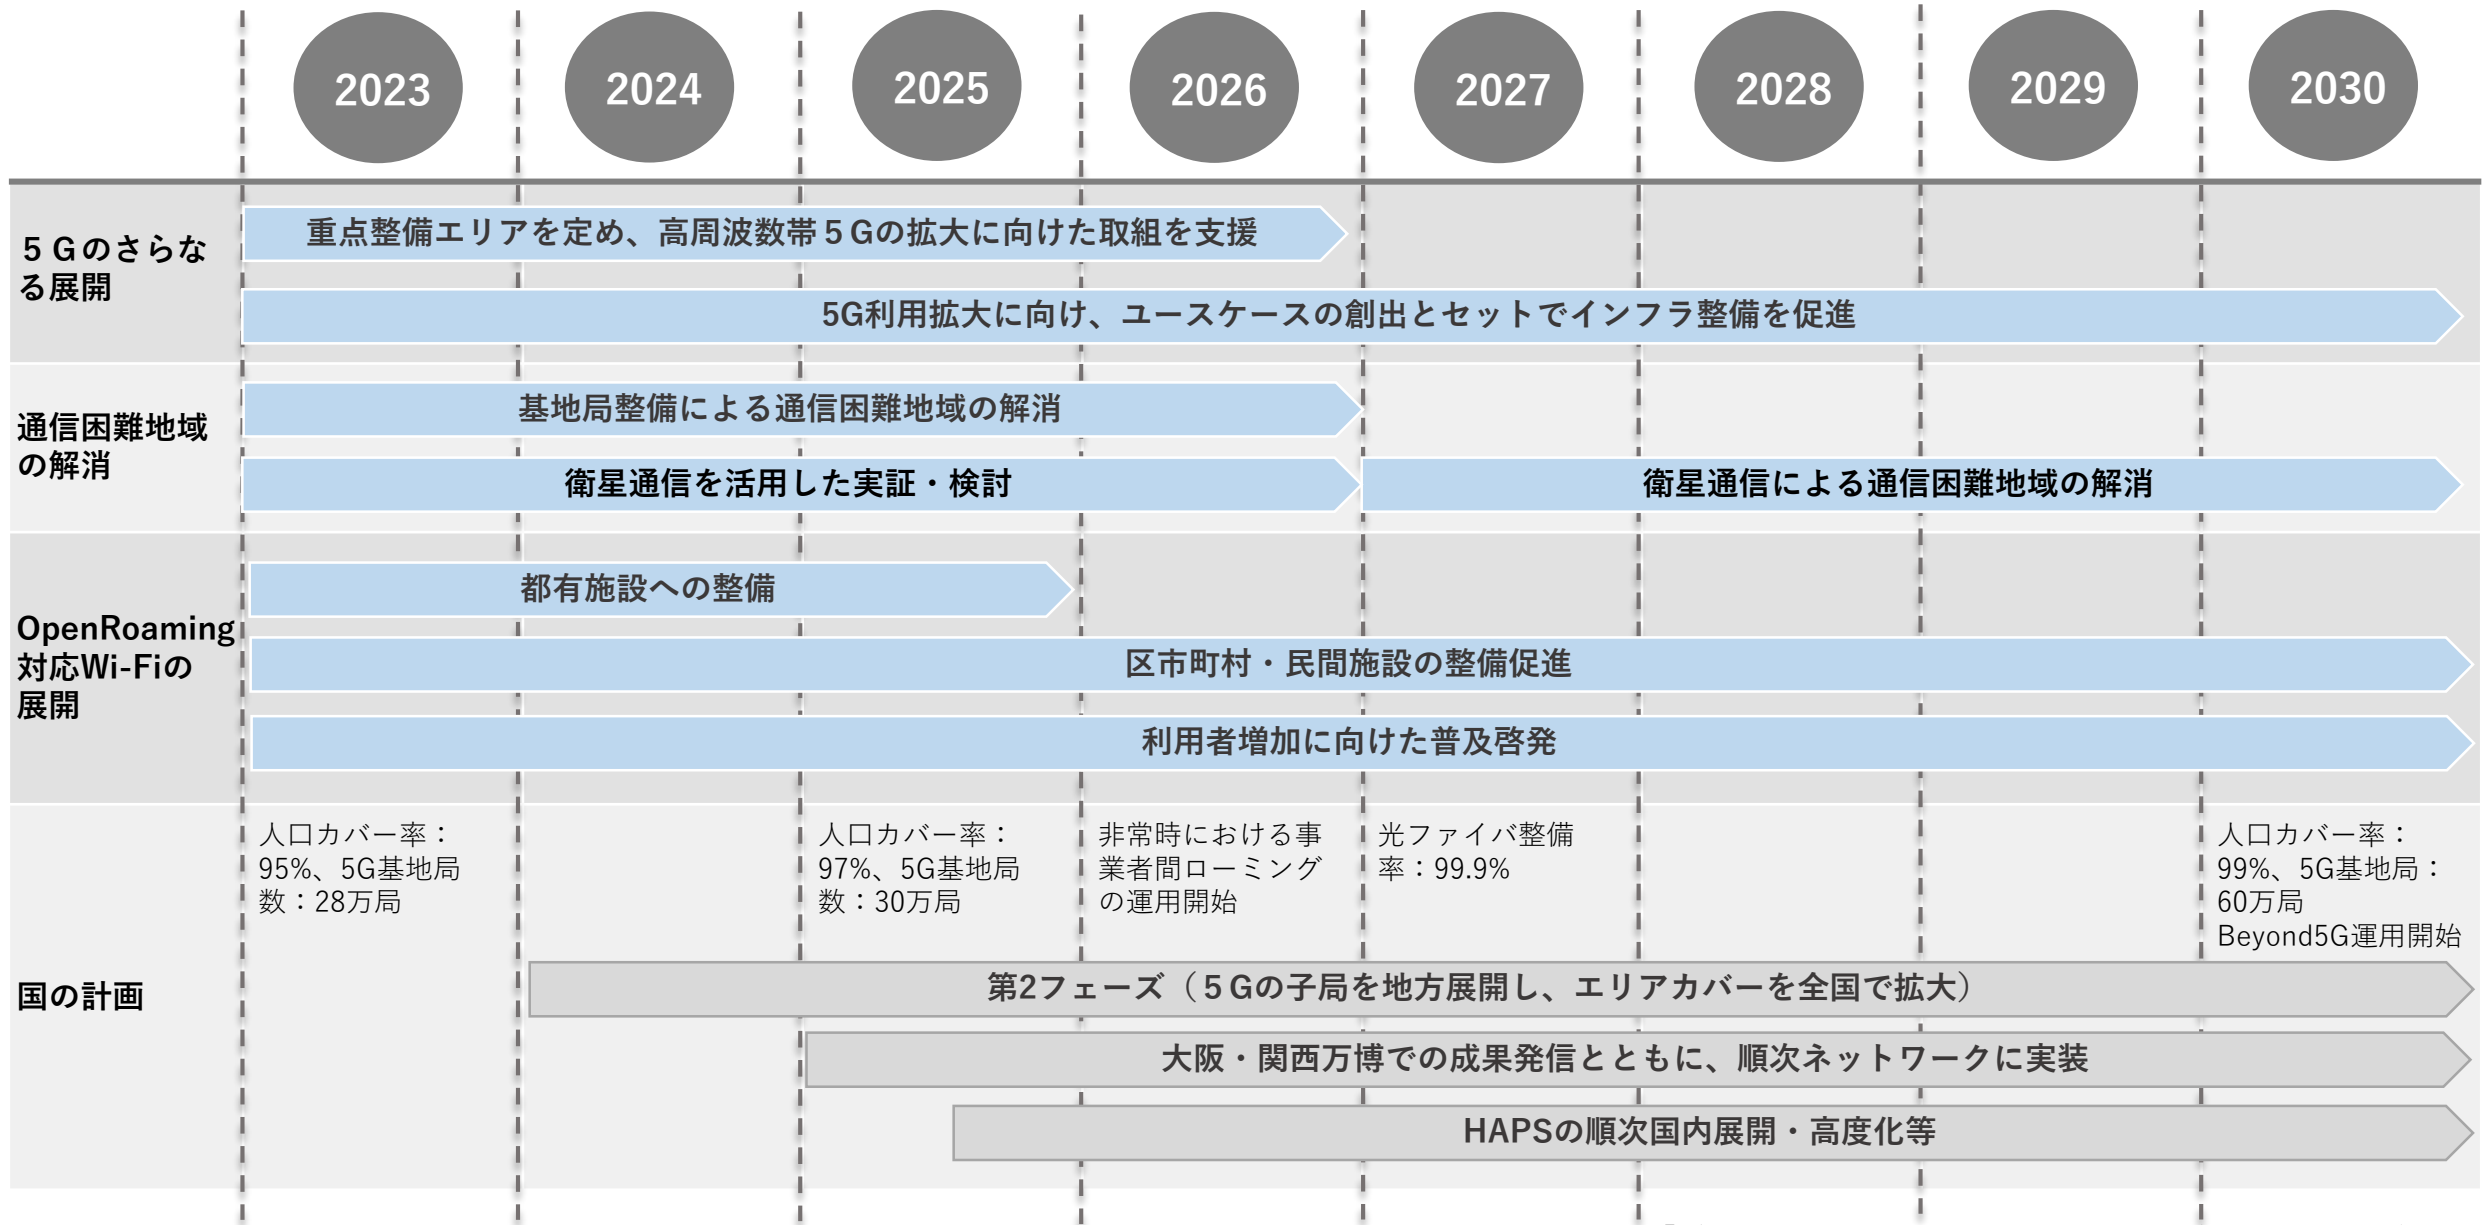 2023
2024
2025
2026
2027
2028
2029
2030
５Ｇのさらな
る展開
重点整備エリアを定め、高周波数帯５Gの拡大に向けた取組を支援
5G利用拡大に向け、ユースケースの創出とセットでインフラ整備を促進
通信困難地域
の解消
基地局整備による通信困難地域の解消
衛星通信を活用した実証・検討
衛星通信による通信困難地域の解消
OpenRoaming
対応Wi-Fiの
展開
都有施設への整備
区市町村・民間施設の整備促進
利用者増加に向けた普及啓発
国の計画
人口カバー率：
95%、5G基地局
数：28万局
人口カバー率：
97%、5G基地局
数：30万局
非常時における事
業者間ローミング
の運用開始
光ファイバ整備
率：99.9%
人口カバー率：
99%、5G基地局：
60万局
Beyond5G運用開始
第2フェーズ（５Gの子局を地方展開し、エリアカバーを全国で拡大）
大阪・関西万博での成果発信とともに、順次ネットワークに実装
HAPSの順次国内展開・高度化等